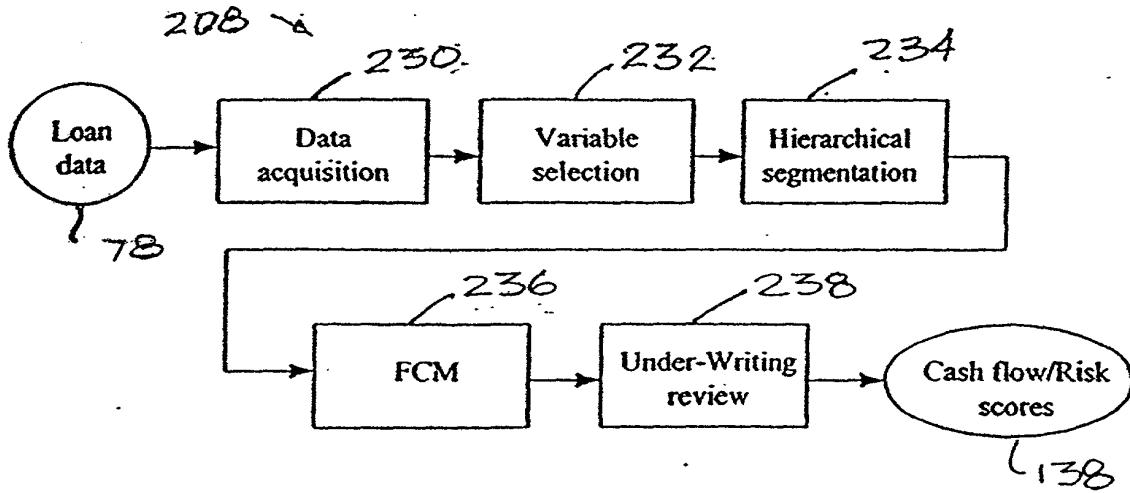 208
230
232
234
Loan
data
Data
acquisition
Variable
selection
Hierarchical
segmentation
78
236
238
FCM
Under-Writing
review
Cash flow/Risk
scores
138